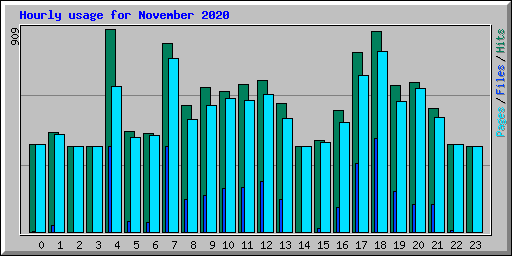 Hourly usage for November 2020
909
Pages/Files/Hits
0 1 2 3 4 5 6 7 8 9 10 11 12 13 14 15 16 17 18 19 20 21 22 23